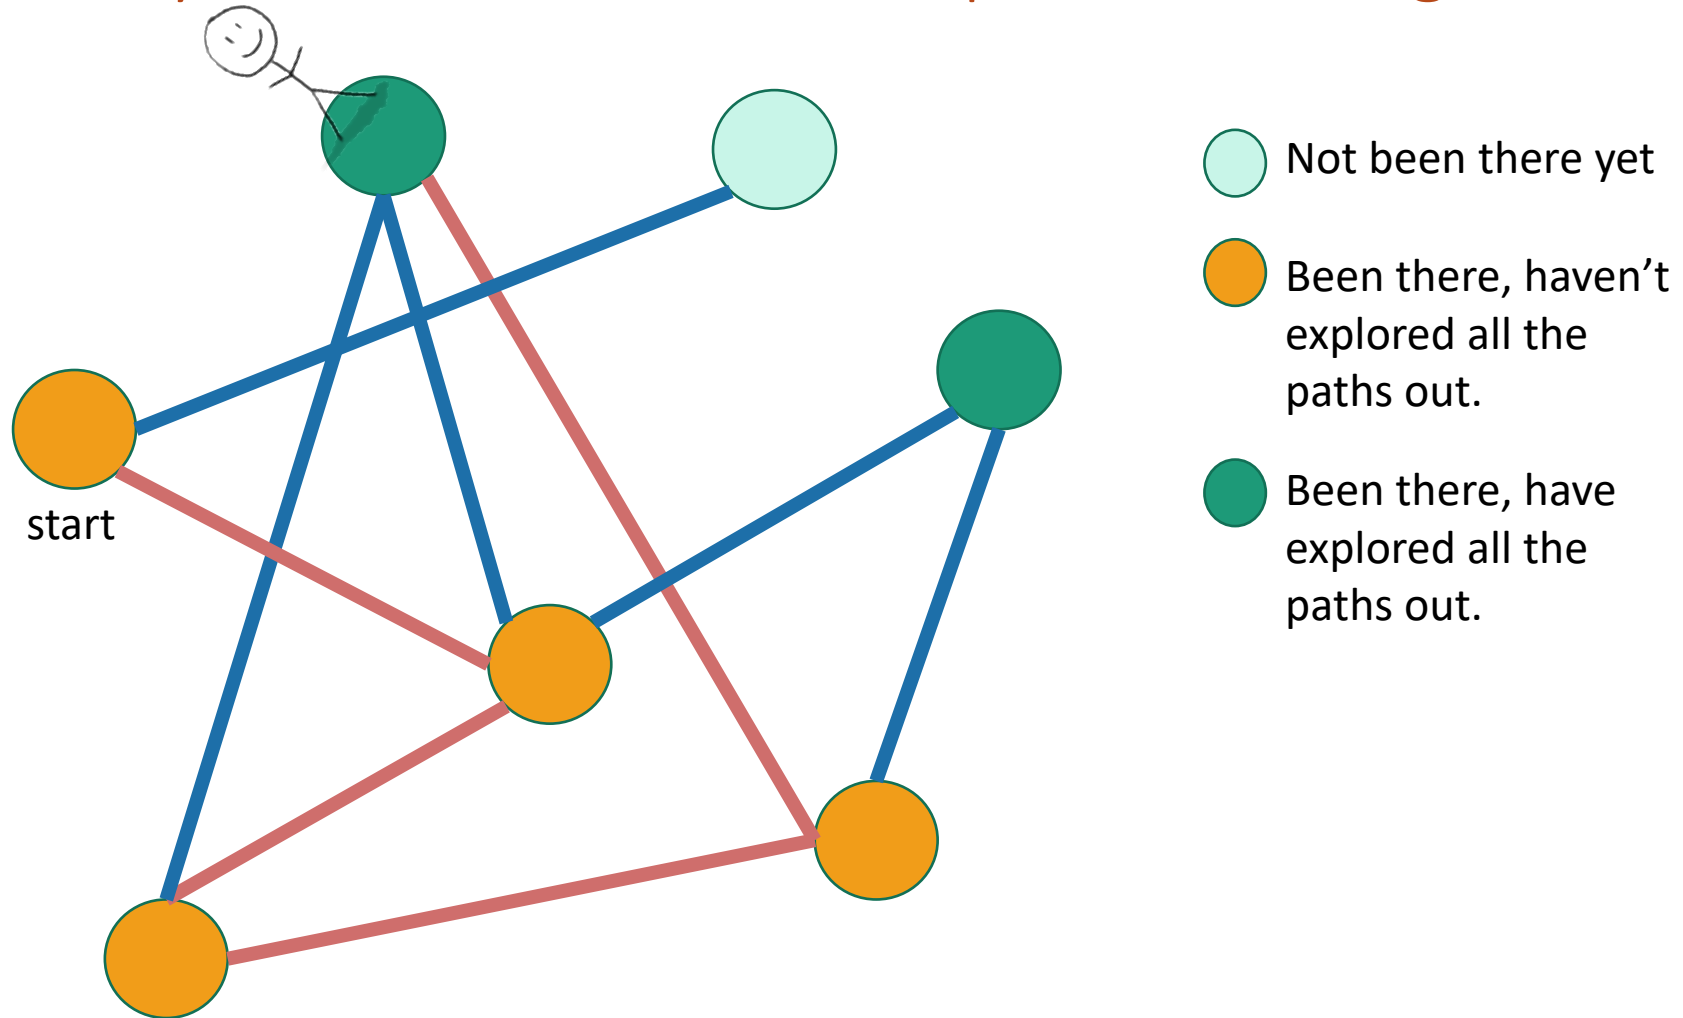 Not been there yet
Been there, haven’t
explored all the
paths out.
start
Been there, have
explored all the
paths out.